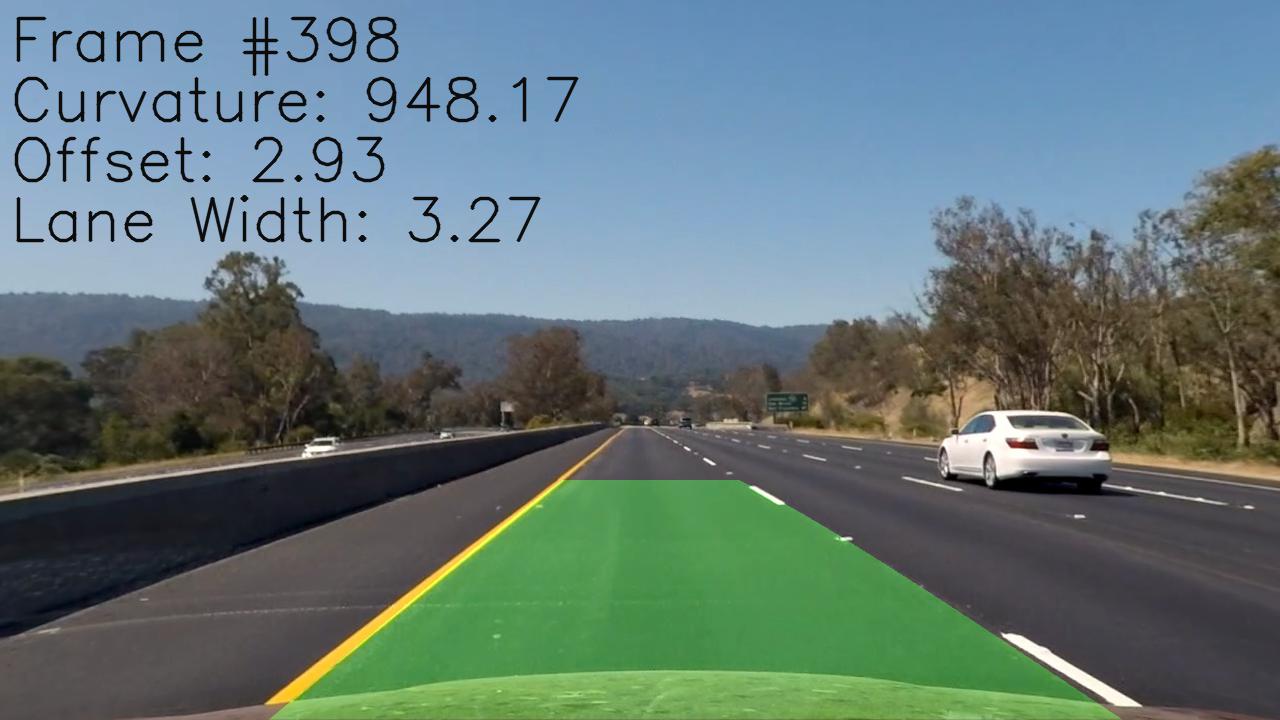 Frame #398
Curvature: 948.17
Offset: 2.93
Lane Width: 3.27